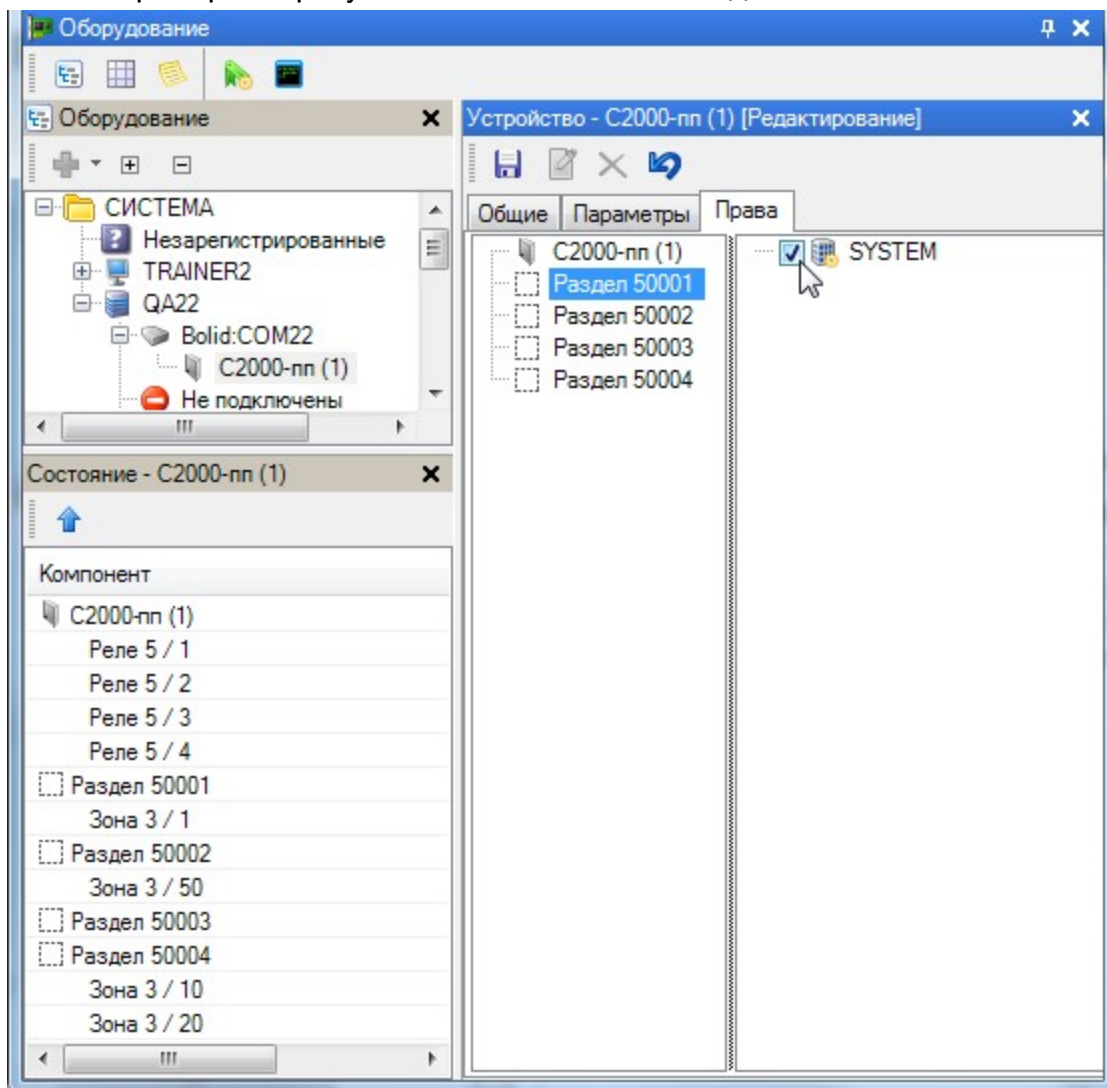 Оборудование
Оборудование
СИСТЕМА
Незарегистрированные
TRAINER2
QA22
Bolid:COM22
С2000-пп (1)
Не подключены
Состояние - С2000-пп (1)
Компонент
С2000-пп (1)
Реле 5 / 1
Реле 5 / 2
Реле 5 / 3
Реле 5 / 4
Раздел 50001
Зона 3 / 1
Раздел 50002
Зона 3 / 50
Раздел 50003
Раздел 50004
Зона 3 / 10
Зона 3 / 20
Устройство - С2000-пп (1) [Редактирование]
Общие Параметры Права
С2000-пп (1)
Раздел 50001
Раздел 50002
Раздел 50003
Раздел 50004
SYSTEM